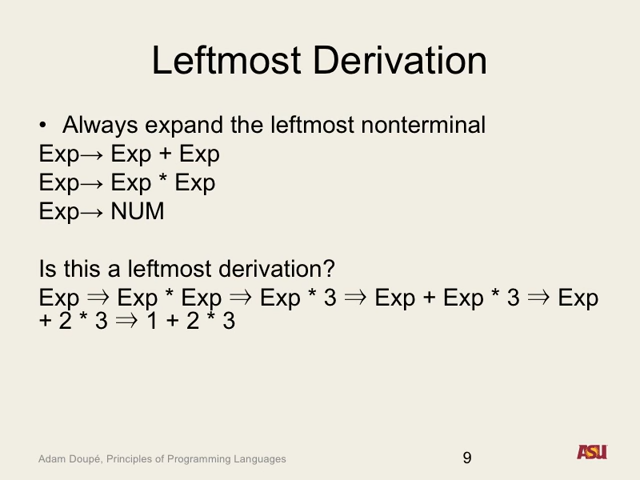 Leftmost Derivation
• Always expand the leftmost nonterminal
Exp→ Exp + Exp
Exp→ Exp * Exp
Exp→ NUM
Is this a leftmost derivation?
Exp ⇒ Exp * Exp ⇒ Exp * 3 ⇒ Exp + Exp * 3 ⇒ Exp
+ 2 * 3 ⇒ 1 + 2 * 3
Adam Doupé, Principles of Programming Languages
9
ASU